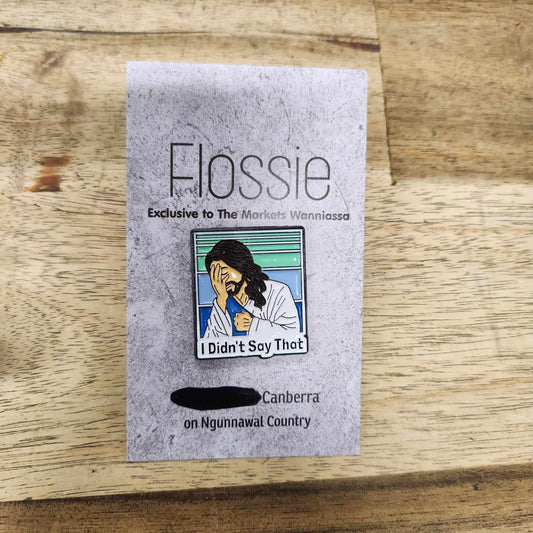 Flossie
Exclusive to The Markets Wanniassa
I Didn't Say That
Canberra
on Ngunnawal Country